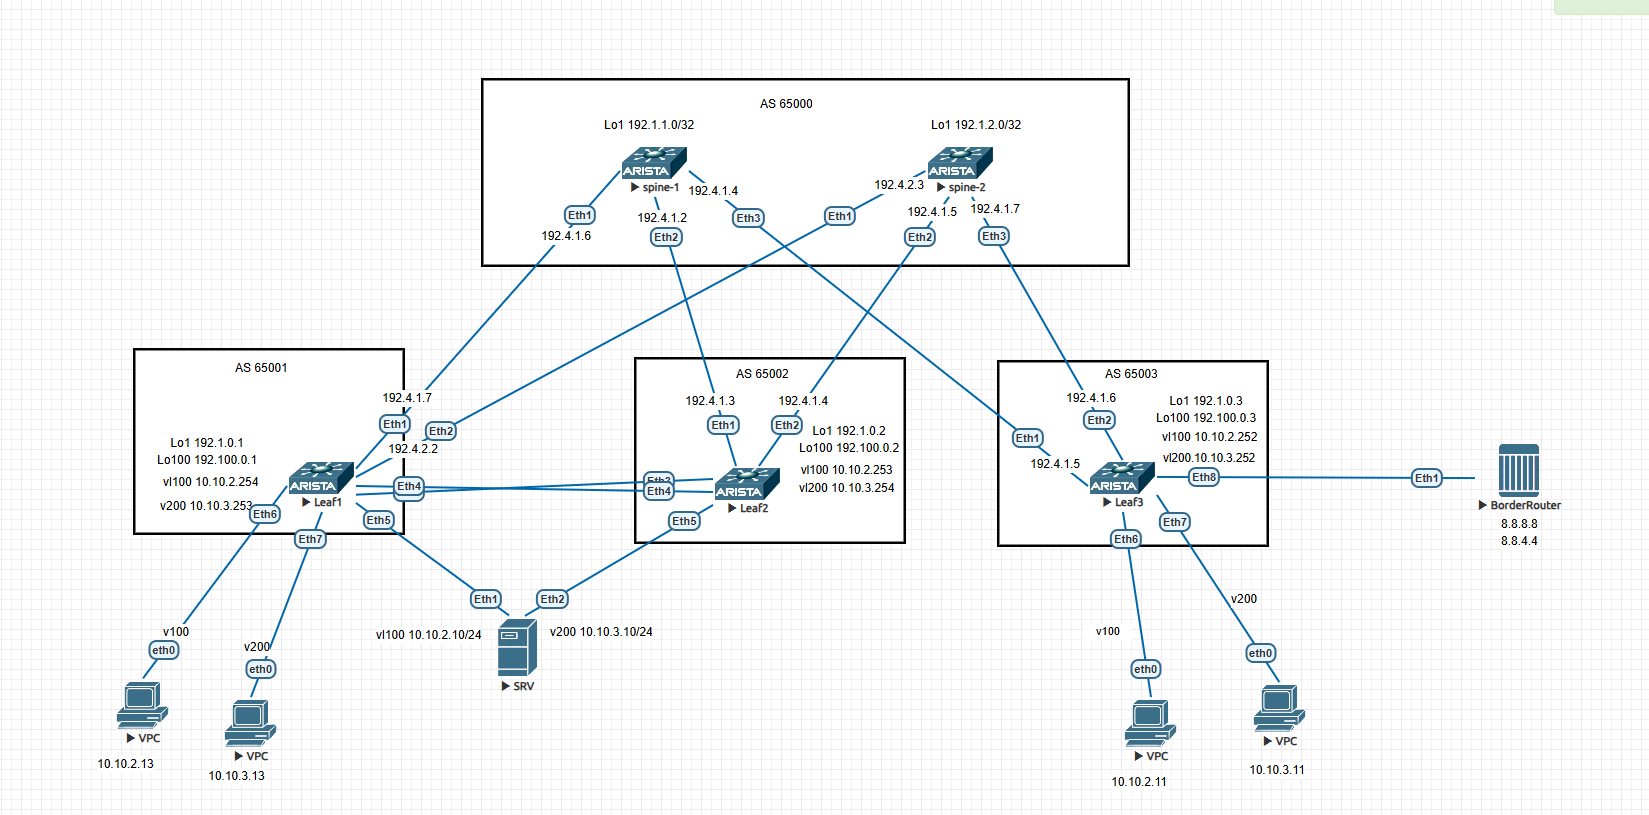 AS 65000
Lo1 192.1.1.0/32
Lo1 192.1.2.0/32
ARISTA
spine-1
ARISTA
spine-2
192.4.1.4
192.4.2.3
192.4.1.2
192.4.1.5
192.4.1.7
Eth1
Eth3
Eth1
192.4.1.6
Eth2
Eth2
Eth3
AS 65001
192.4.1.7
Eth1
Eth2
192.4.2.2
Lo1 192.1.0.1
Lo100 192.100.0.1
vl100 10.10.2.254
v200 10.10.3.253
ARISTA
Leaf1
Eth4
Eth6
Eth5
Eth7
AS 65002
192.4.1.3
192.4.1.4
Eth1
Eth2
Lo1 192.1.0.2
Lo100 192.100.0.2
vl100 10.10.2.253
vl200 10.10.3.254
Eth4
ARISTA
Leaf2
Eth5
AS 65003
192.4.1.6
Lo1 192.1.0.3
Lo100 192.100.0.3
Eth2
vl100 10.10.2.252
vl200.10.10.3.252
Eth1
192.4.1.5
ARISTA
Leaf3
Eth8
Eth7
Eth6
Eth1
BorderRouter
8.8.8.8
8.8.4.4
Eth1
Eth2
vl100 10.10.2.10/24
v200 10.10.3.10/24
SRV
v100
eth0
v200
eth0
VPC
10.10.2.13
VPC
10.10.3.13
v200
v100
eth0
eth0
VPC
10.10.2.11
VPC
10.10.3.11